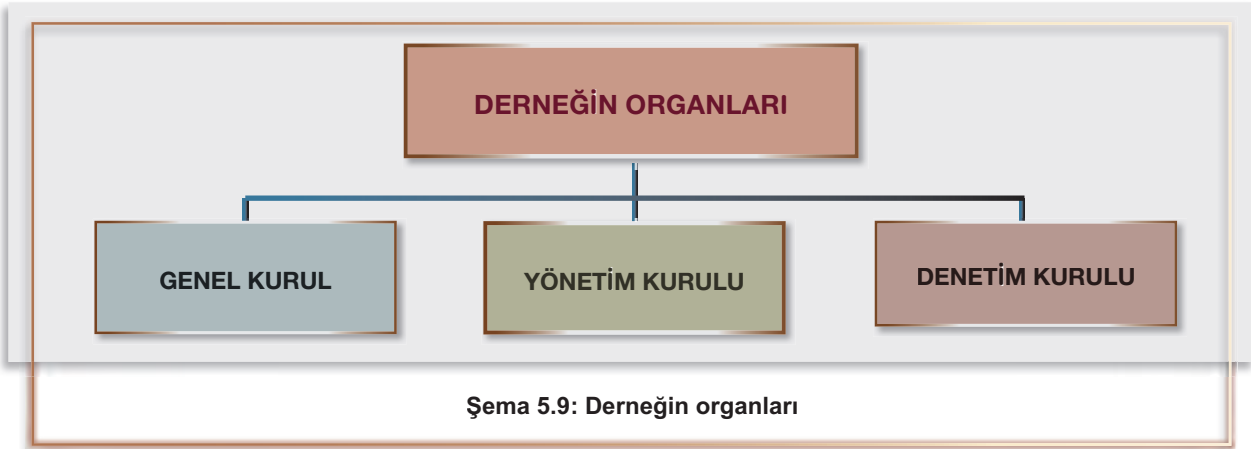 DERNEĞİN ORGANLARI
GENEL KURUL
YÖNETİM KURULU
DENETİM KURULU
Şema 5.9: Derneğin organları